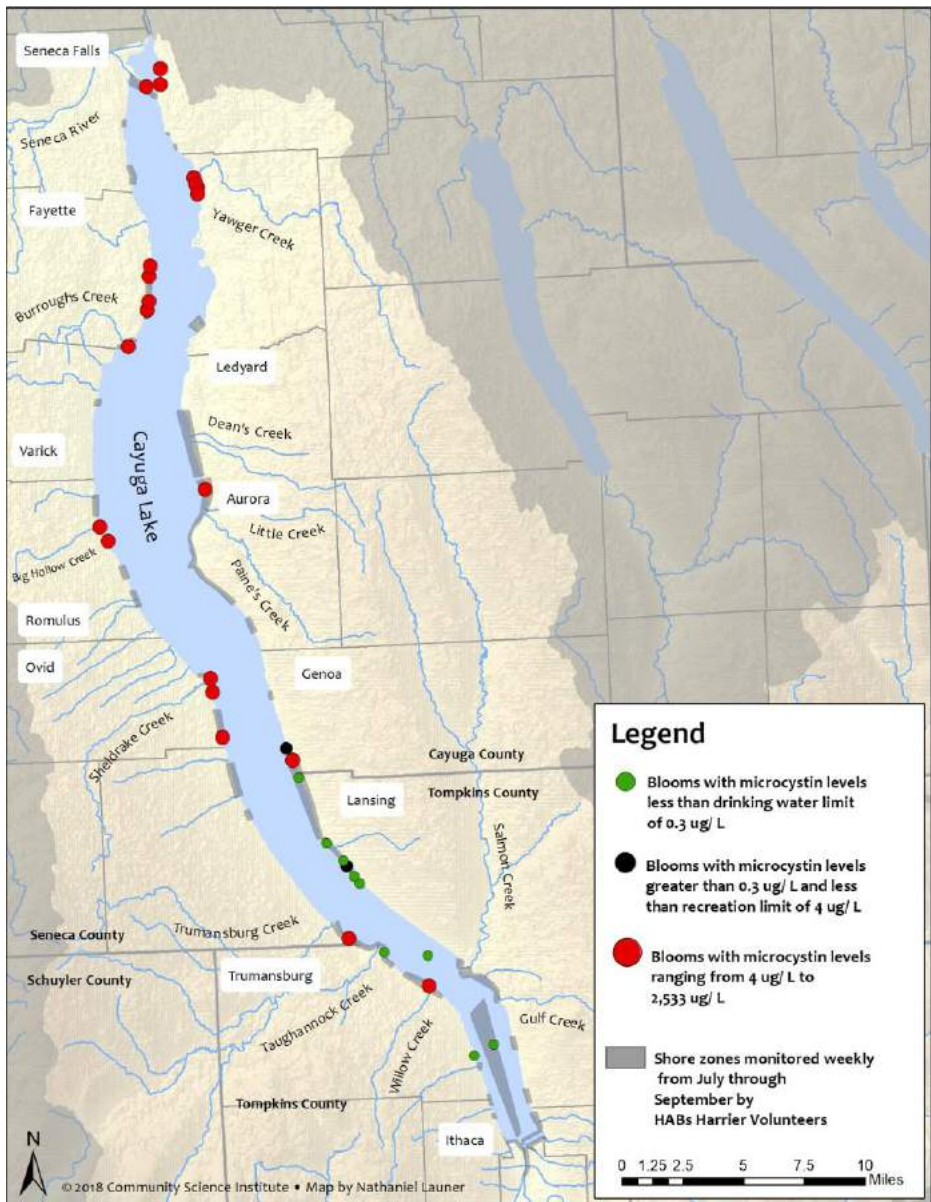 Seneca Falls
Seneca River
Fayette
Yawger Creek
Burroughs Creek
Ledyard
Dean's Creek
Varick
Cayuga Lake
Aurora
Little Creek
Big Hollow Creek
Paine's Creek
Romulus
Ovid
Genoa
Sheldrake Creek
Cayuga County
Lansing
Tompkins County
Salmon Creek
Trumansburg Creek
Seneca County
Schuyler County
Trumansburg
Taughannock Creek
Willow Creek
Gulf Creek
Tompkins County
Ithaca
N
© 2018 Community Science Institute • Map by Nathaniel Launer
Legend
Blooms with microcystin levels
less than drinking water limit
of 0.3 ug/ L
Blooms with microcystin levels
greater than 0.3 ug/ L and less
than recreation limit of 4 ug/ L
Blooms with microcystin levels
ranging from 4 ug/ L to
2,533 ug/ L
Shore zones monitored weekly
from July through
September by
HABs Harrier Volunteers
0 1.25 2.5 5 7.5 10
Miles